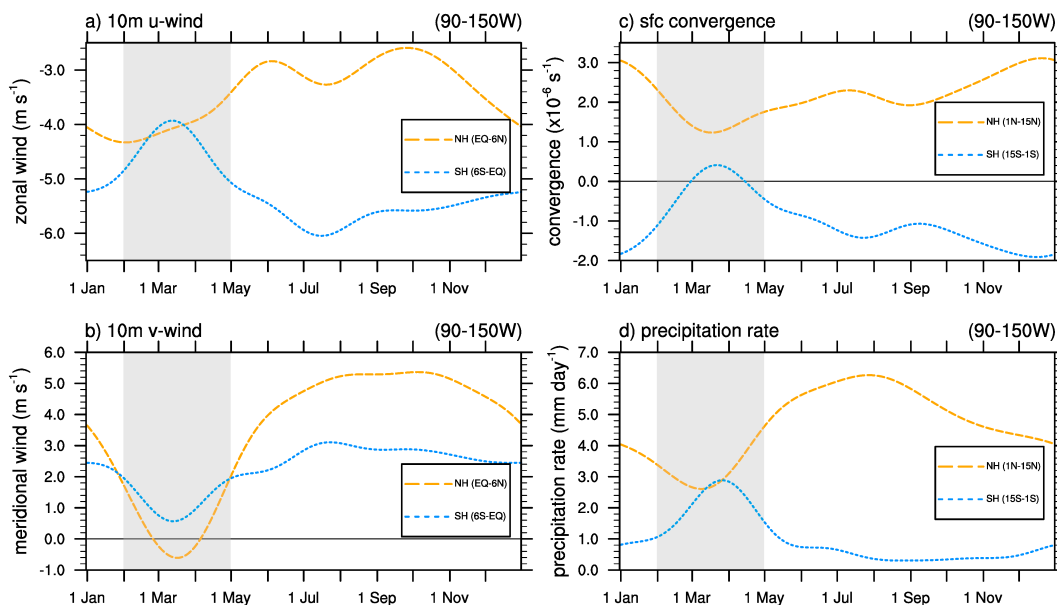 a) 10m u-wind (90-150W)
zonal wind (m s-1)
-3.0
-4.0
-5.0
-6.0
NH (EQ-6N)
SH (6S-EQ)
1 Jan 1 Mar 1 May 1 Jul 1 Sep 1 Nov
c) sfc convergence (90-150W)
convergence (x10-6 s-1)
3.0
2.0
1.0
0.0
-1.0
-2.0
NH (1N-15N)
SH (15S-1S)
1 Jan 1 Mar 1 May 1 Jul 1 Sep 1 Nov
b) 10m v-wind (90-150W)
meridional wind (m s-1)
6.0
5.0
4.0
3.0
2.0
1.0
0.0
-1.0
NH (EQ-6N)
SH (6S-EQ)
1 Jan 1 Mar 1 May 1 Jul 1 Sep 1 Nov
d) precipitation rate (90-150W)
precipitation rate (mm day-1)
7.0
6.0
5.0
4.0
3.0
2.0
1.0
0.0
NH (1N-15N)
SH (15S-1S)
1 Jan 1 Mar 1 May 1 Jul 1 Sep 1 Nov